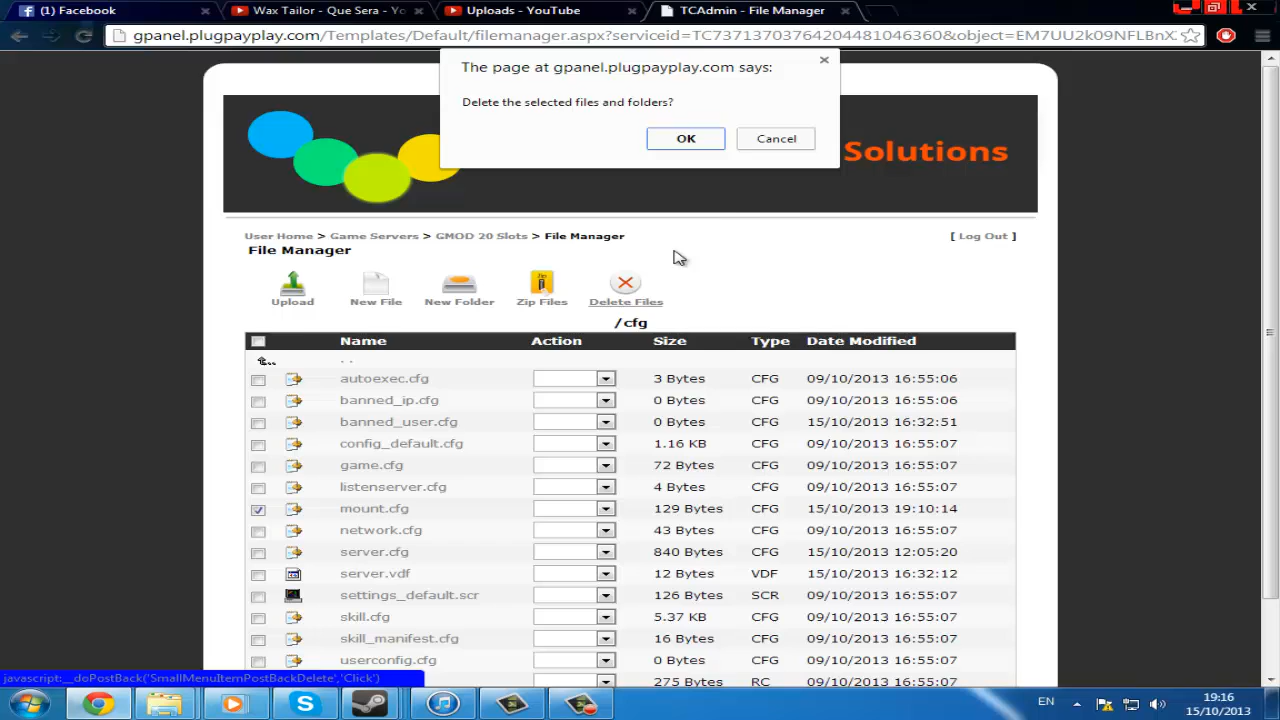 (1) Facebook
Wax Tailor - Que Sera - Yo
Uploads - YouTube
TCAdmin - File Manager
gpanel.plugpayplay.com/Templates/Default/filemanager.aspx?serviceid=TC73713703764204481046360&object=EM7UU2k09NFLBnX
The page at gpanel.plugpayplay.com says:
Delete the selected files and folders?
OK Cancel
Solutions
User Home > Game Servers > GMOD 20 Slots > File Manager [ Log Out ]
File Manager
Upload New File New Folder Zip Files Delete Files
/cfg
Name Action Size Type Date Modified
..
autoexec.cfg 3 Bytes CFG 09/10/2013 16:55:06
banned_ip.cfg 0 Bytes CFG 09/10/2013 16:55:06
banned_user.cfg 0 Bytes CFG 15/10/2013 16:32:51
config_default.cfg 1.16 KB CFG 09/10/2013 16:55:07
game.cfg 72 Bytes CFG 09/10/2013 16:55:07
listenserver.cfg 4 Bytes CFG 09/10/2013 16:55:07
mount.cfg 129 Bytes CFG 15/10/2013 19:10:14
network.cfg 43 Bytes CFG 09/10/2013 16:55:07
server.cfg 840 Bytes CFG 15/10/2013 12:05:20
server.vdf 12 Bytes VDF 15/10/2013 16:32:12
settings_default.scr 126 Bytes SCR 09/10/2013 16:55:07
skill.cfg 5.37 KB CFG 09/10/2013 16:55:07
skill_manifest.cfg 16 Bytes CFG 09/10/2013 16:55:07
userconfig.cfg 0 Bytes CFG 09/10/2013 16:55:07
275 Bytes RC 09/10/2013 16:55:07
javascript:__doPostBack('SmallMenuItemPostBackDelete','Click')
EN
19:16
15/10/2013